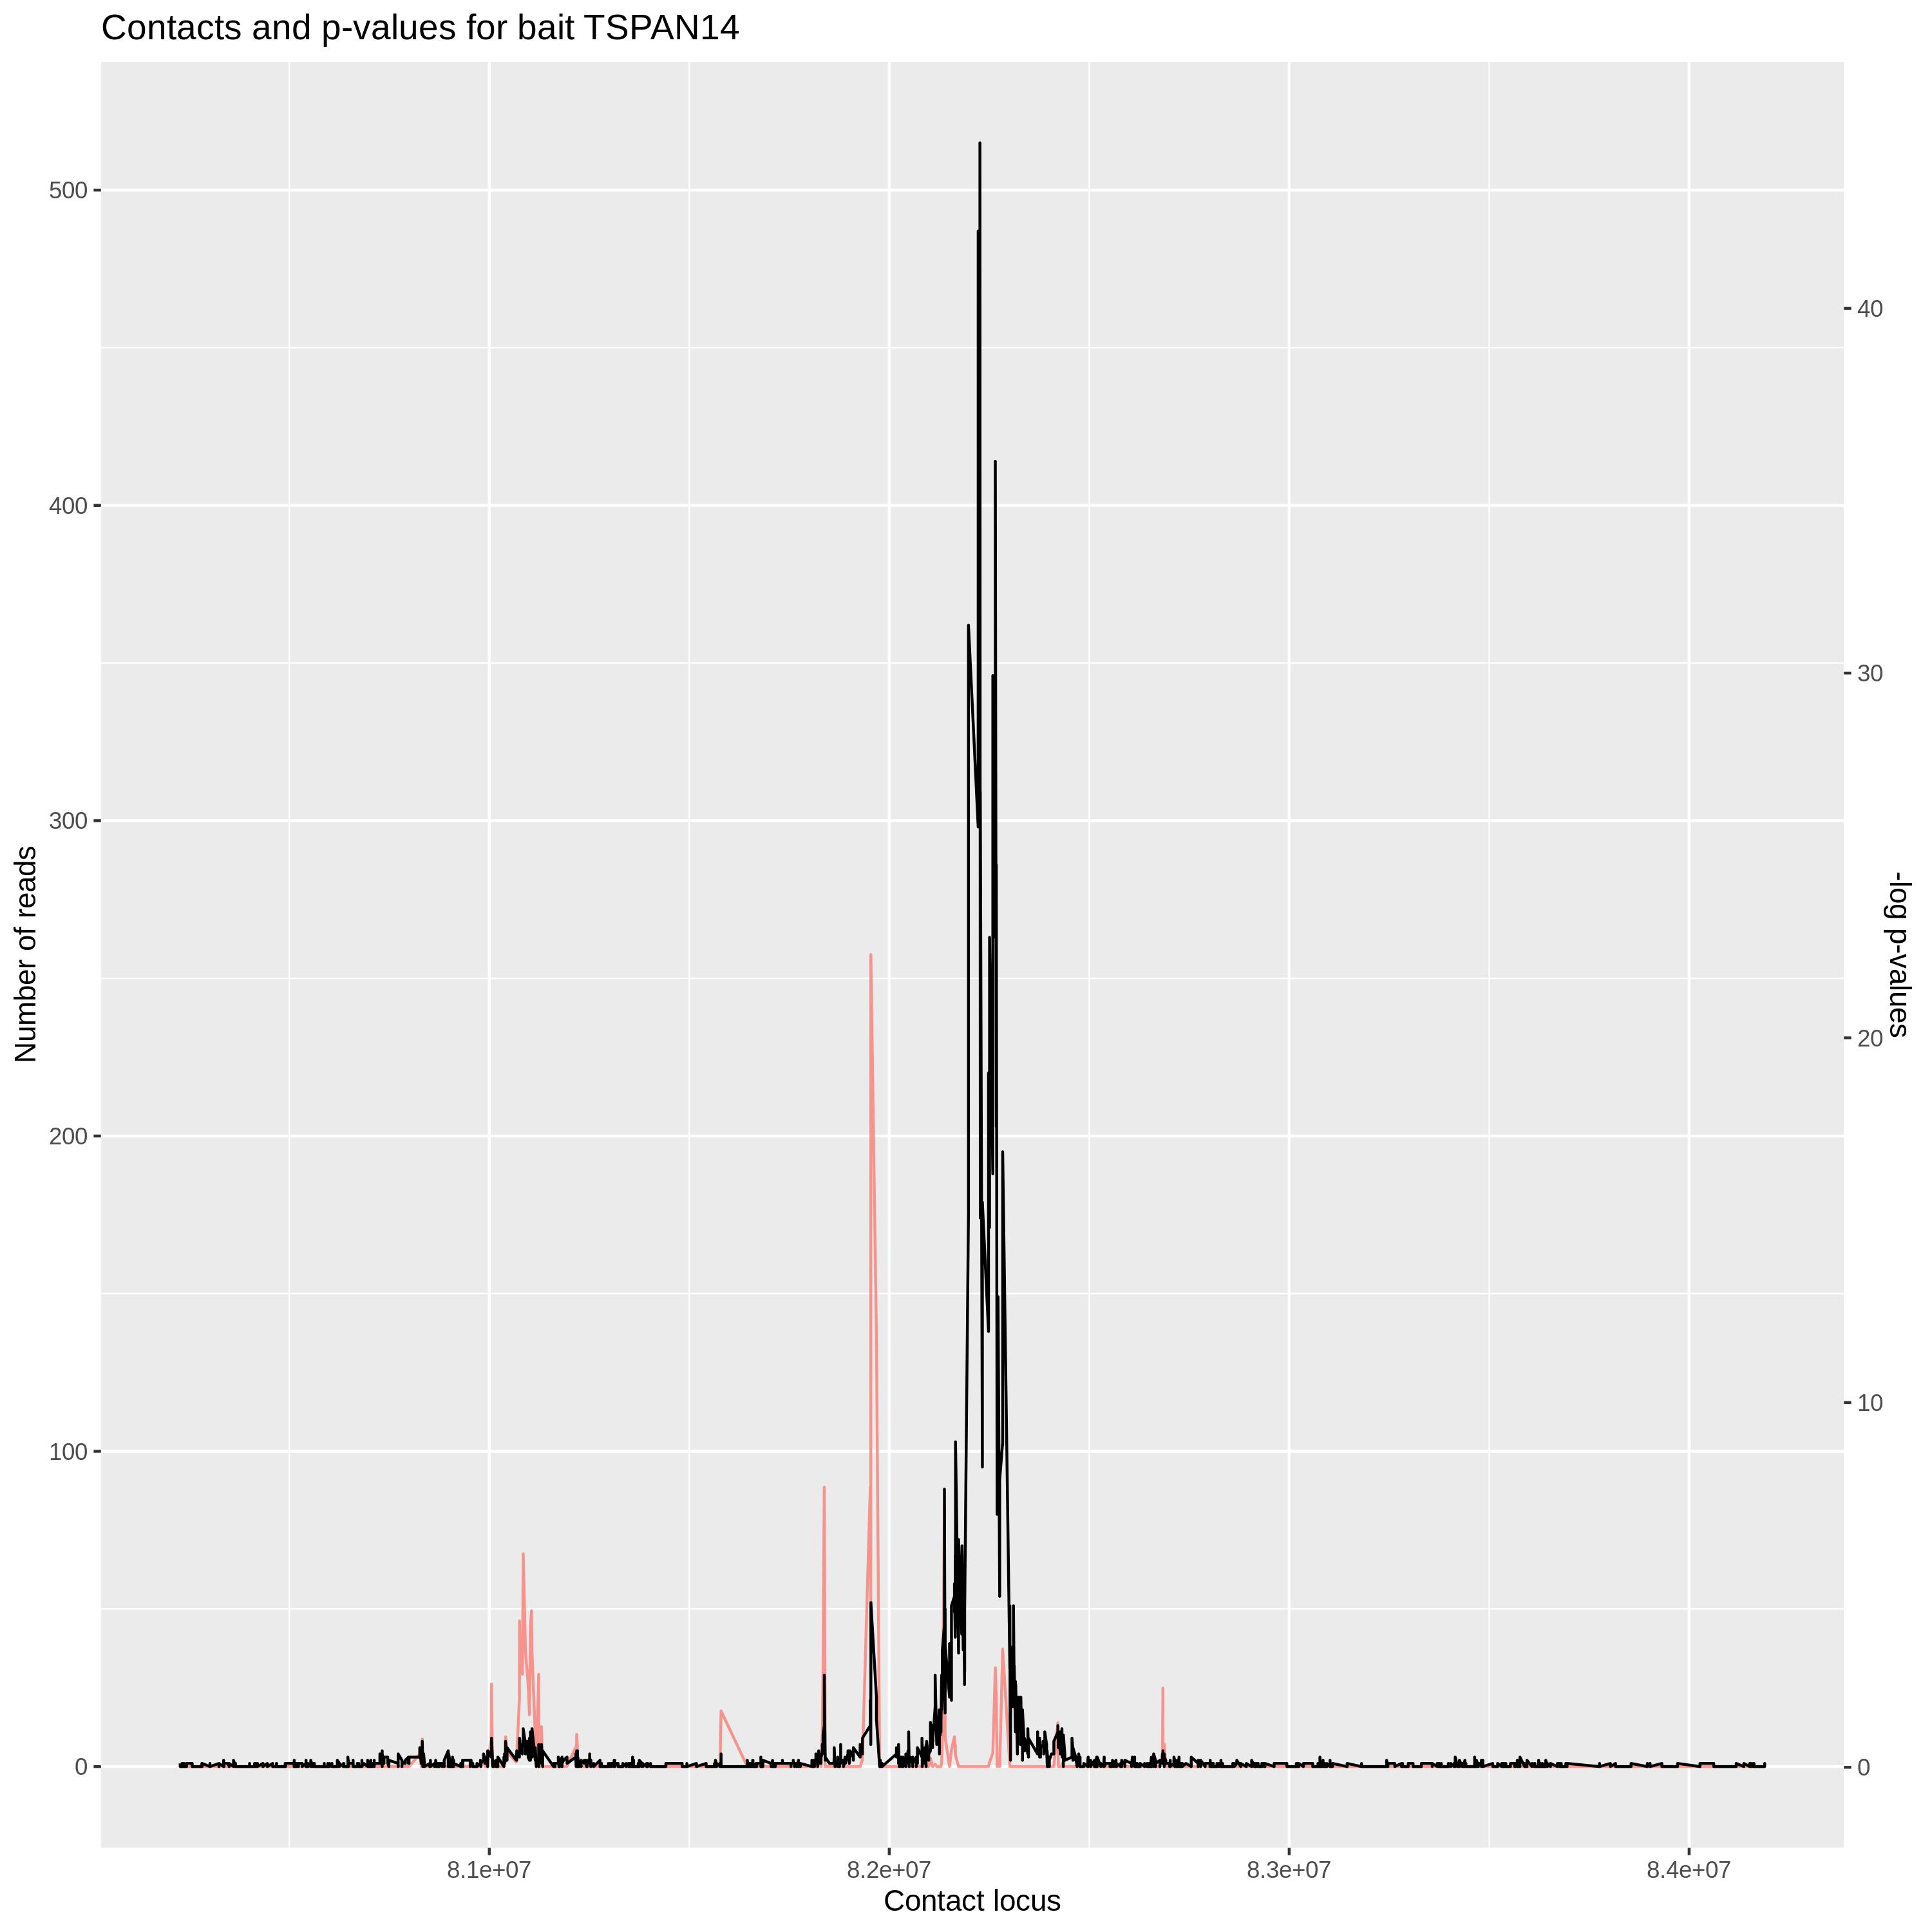 Contacts and p-values for bait TSPAN14
Number of reads
500
400
300
200
100
0
40
30
20
10
0
-log p-values
8.1e+07
8.2e+07
8.3e+07
8.4e+07
Contact locus